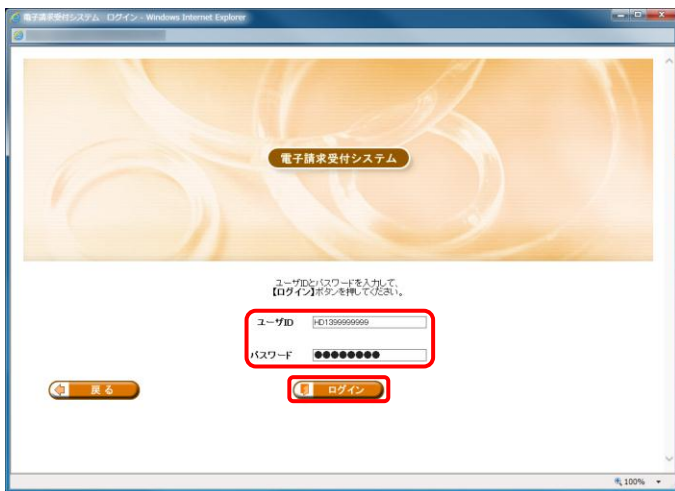 電子請求受付システム ログイン - Windows Internet Explorer
電子請求受付システム
ユーザIDとパスワードを入力して、
【ログイン】ボタンを押してください。
ユーザID HD1399999999
パスワード ●●●●●●●●
戻る ログイン
100%